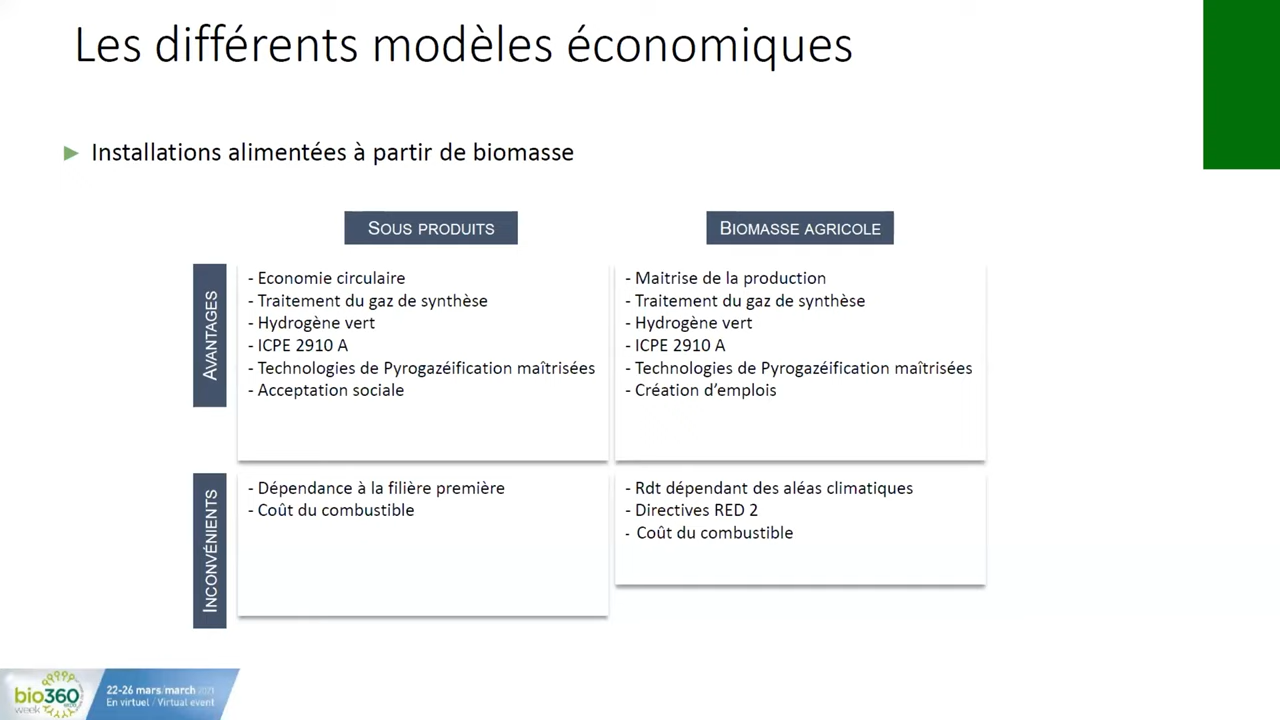 Les différents modèles économiques
► Installations alimentées à partir de biomasse
SOUS PRODUITS
BIOMASSE AGRICOLE
AVANTAGES
- Economie circulaire
- Traitement du gaz de synthèse
- Hydrogène vert
- ICPE 2910 A
- Technologies de Pyrogazéification maîtrisées
- Acceptation sociale
- Maitrise de la production
- Traitement du gaz de synthèse
- Hydrogène vert
- ICPE 2910 A
- Technologies de Pyrogazéification maîtrisées
- Création d’emplois
INCONVÉNIENTS
- Dépendance à la filière première
- Coût du combustible
- Rdt dépendant des aléas climatiques
- Directives RED 2
- Coût du combustible
bio360
week
22-26 mars/march 2021
En virtuel / Virtual event